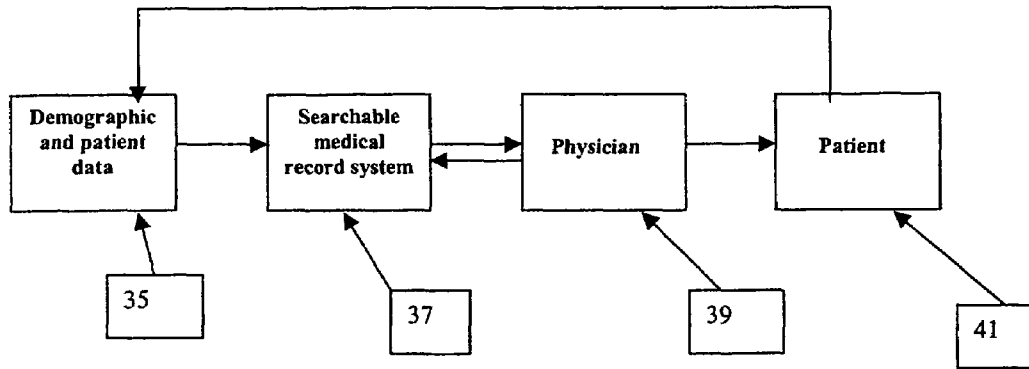 Demographic
and patient
data
Searchable
medical
record system
Physician
Patient
35
37
39
41